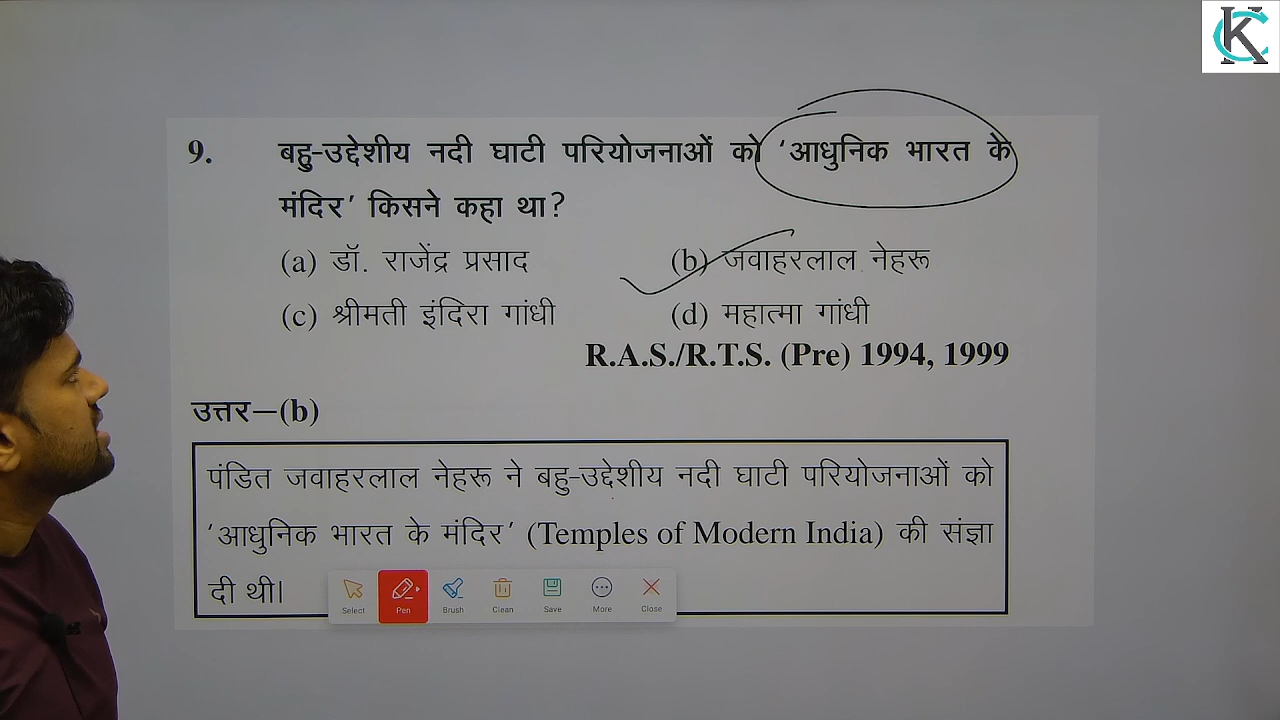 9. बहु-उद्देशीय नदी घाटी परियोजनाओं को 'आधुनिक भारत के
मंदिर' किसने कहा था?
(a) डॉ. राजेंद्र प्रसाद (b) जवाहरलाल नेहरू
(c) श्रीमती इंदिरा गांधी (d) महात्मा गांधी
R.A.S./R.T.S. (Pre) 1994, 1999
उत्तर—(b)
पंडित जवाहरलाल नेहरू ने बहु-उद्देशीय नदी घाटी परियोजनाओं को
'आधुनिक भारत के मंदिर' (Temples of Modern India) की संज्ञा
दी थी।
Select Pen Brush Clean Save More Close
KC